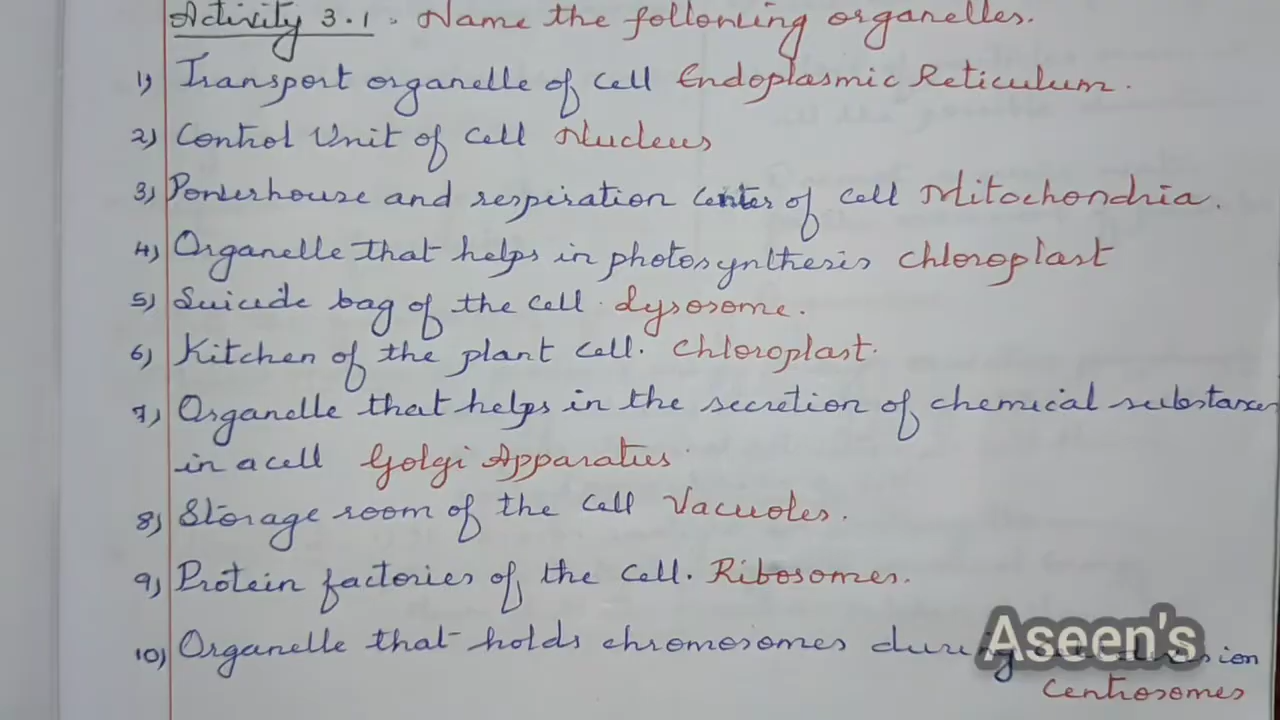 Activity 3.1. Name the following organelles.
1) Transport organelle of cell Endoplasmic Reticulum.
2) Control Unit of cell Nucleus
3) Powerhouse and respiration center of cell Mitochondria.
4) Organelle that helps in photosynthesis chloroplast
5) Suicide bag of the cell. Lysosome.
6) Kitchen of the plant cell. Chloroplast.
7) Organelle that helps in the secretion of chemical substances
in a cell Golgi Apparatus.
8) Storage room of the cell Vacuoles.
9) Protein factories of the cell. Ribosomes.
10) Organelle that holds chromosomes during
Aseen's
Centrosomes